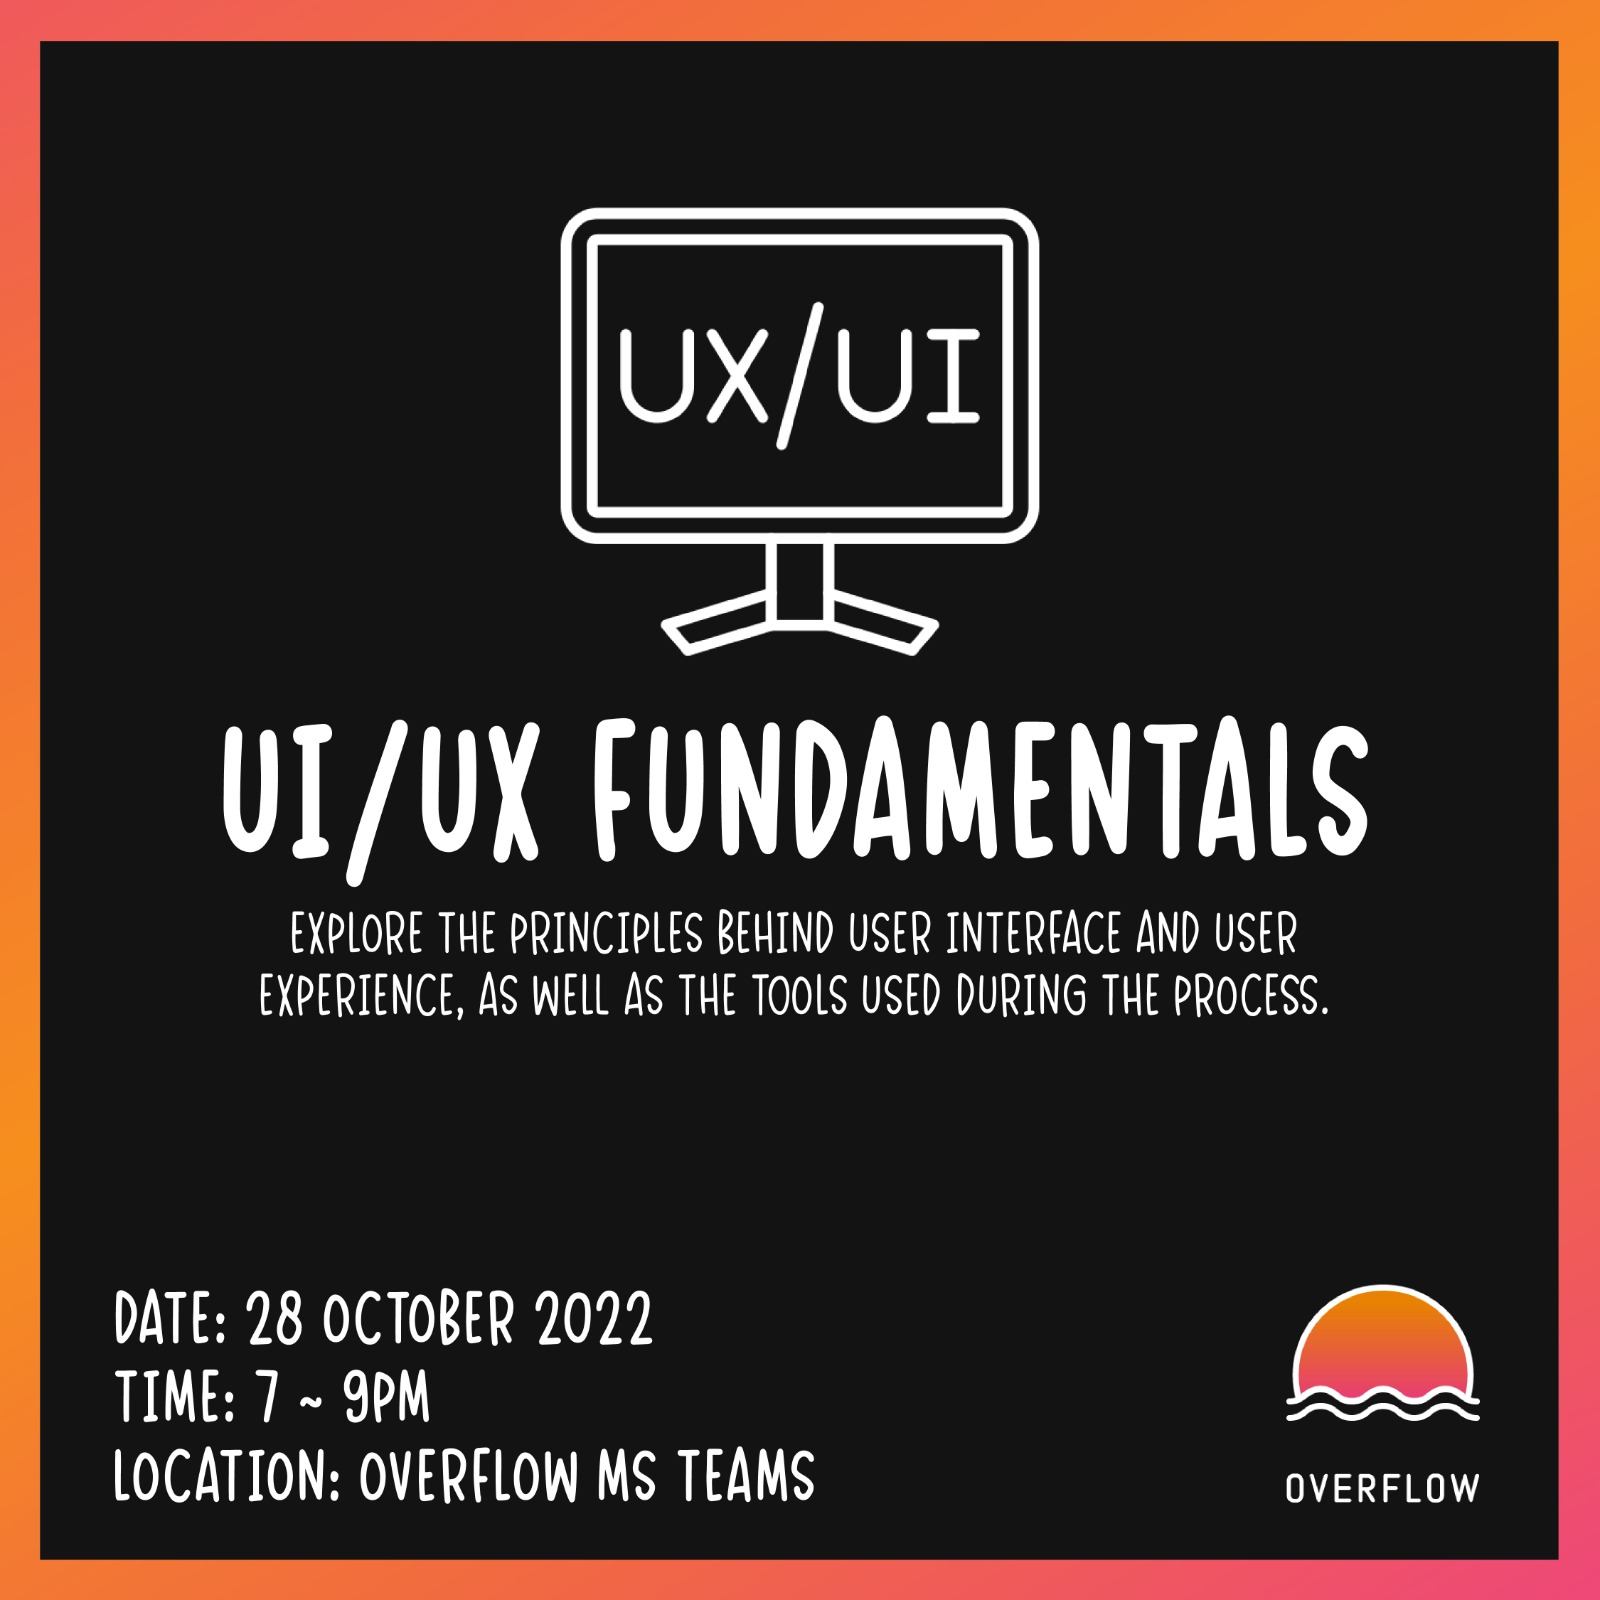 UX/UI
UI/UX FUNDAMENTALS
EXPLORE THE PRINCIPLES BEHIND USER INTERFACE AND USER
EXPERIENCE, AS WELL AS THE TOOLS USED DURING THE PROCESS.
DATE: 28 OCTOBER 2022
TIME: 7 ~ 9PM
LOCATION: OVERFLOW MS TEAMS
OVERFLOW